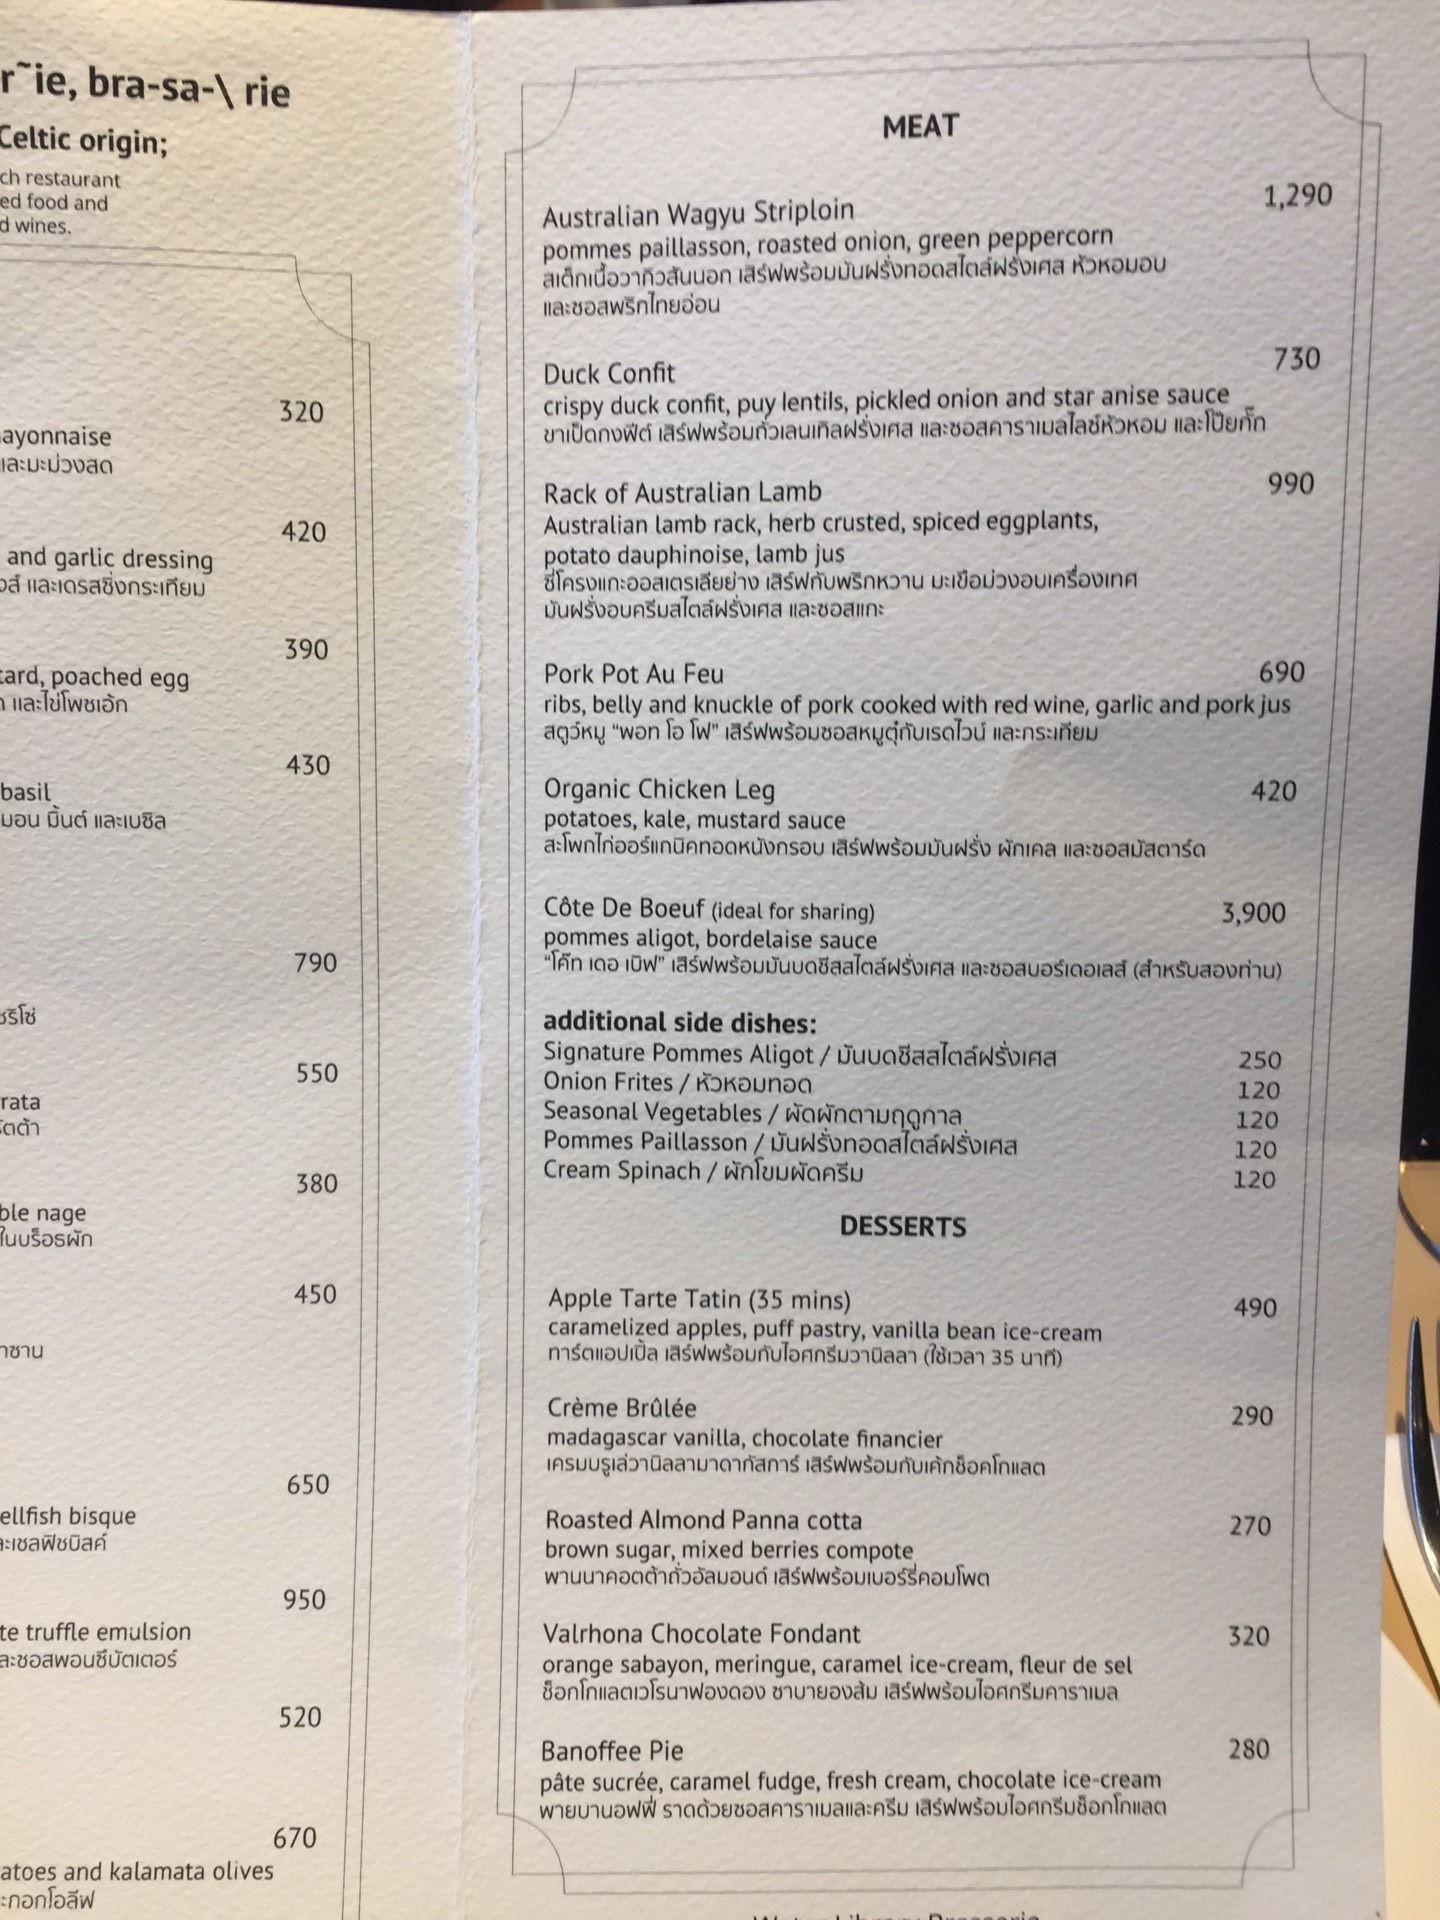 r˜ie, bra-sa-\ rie
Celtic origin;
ch restaurant
ed food and
d wines.
320
ayonnaise
และมะม่วงสด
420
and garlic dressing
และเดรสซิ่งกระเทียม
390
tard, poached egg
และไข่โพชเอ้ก
430
basil
มอน มิ้นต์ และเบซิล
790
ชริโซ่
550
rata
380
ble nage
ในบร็อธผัก
450
650
ellfish bisque
ะเชลฟิชบิสค์
950
te truffle emulsion
ละซอสพอนซึบัตเตอร์
520
670
atoes and kalamata olives
ะกอกโอลีฟ
MEAT
Australian Wagyu Striploin 1,290
pommes paillasson, roasted onion, green peppercorn
สเต็กเนื้อวากิวสันนอก เสิร์ฟพร้อมมันฝรั่งทอดสไตล์ฝรั่งเศส หัวหอมอบ
และซอสพริกไทยอ่อน
Duck Confit 730
crispy duck confit, puy lentils, pickled onion and star anise sauce
ขาเป็ดกงฟีต์ เสิร์ฟพร้อมถั่วเลนเทิลฝรั่งเศส และซอสคาราเมลไลซ์หัวหอม และโป๊ยกั๊ก
Rack of Australian Lamb 990
Australian lamb rack, herb crusted, spiced eggplants,
potato dauphinoise, lamb jus
ซี่โครงแกะออสเตรเลียย่าง เสิร์ฟกับพริกหวาน มะเขือม่วงอบเครื่องเทศ
มันฝรั่งอบครีมสไตล์ฝรั่งเศส และซอสแกะ
Pork Pot Au Feu 690
ribs, belly and knuckle of pork cooked with red wine, garlic and pork jus
สตูว์หมู “พอท โอ โฟ” เสิร์ฟพร้อมซอสหมูตุ๋กับเรดไวน์ และกระเทียม
Organic Chicken Leg 420
potatoes, kale, mustard sauce
สะโพกไก่ออร์แกนิคทอดหนังกรอบ เสิร์ฟพร้อมมันฝรั่ง ผักเคล และซอสมัสตาร์ด
Côte De Boeuf (ideal for sharing) 3,900
pommes aligot, bordelaise sauce
“โค๊ท เดอ เบิฟ” เสิร์ฟพร้อมมันบดชีสสไตล์ฝรั่งเศส และซอสบอร์เดอเลส์ (สำหรับสองท่าน)
additional side dishes:
Signature Pommes Aligot / มันบดชีสสไตล์ฝรั่งเศส 250
Onion Frites / หัวหอมทอด 120
Seasonal Vegetables / ผัดผักตามฤดูกาล 120
Pommes Paillasson / มันฝรั่งทอดสไตล์ฝรั่งเศส 120
Cream Spinach / ผักโขมผัดครีม 120
DESSERTS
Apple Tarte Tatin (35 mins) 490
caramelized apples, puff pastry, vanilla bean ice-cream
ทาร์ตแอปเปิ้ล เสิร์ฟพร้อมกับไอศกรีมวานิลลา (ใช้เวลา 35 นาที)
Crème Brûlée 290
madagascar vanilla, chocolate financier
เครมบรูเล่วานิลลามาดากัสการ์ เสิร์ฟพร้อมกับเค้กช็อคโกแลต
Roasted Almond Panna cotta 270
brown sugar, mixed berries compote
พานนาคอตต้าถั่วอัลมอนด์ เสิร์ฟพร้อมเบอร์รี่คอมโพต
Valrhona Chocolate Fondant 320
orange sabayon, meringue, caramel ice-cream, fleur de sel
ช็อกโกแลตเวโรนาฟองดอง ซาบายองส้ม เสิร์ฟพร้อมไอศกรีมคาราเมล
Banoffee Pie 280
pâte sucrée, caramel fudge, fresh cream, chocolate ice-cream
พายบานอฟฟี่ ราดด้วยซอสคาราเมลและครีม เสิร์ฟพร้อมไอศกรีมช็อกโกแลต
Water Library Brasserie